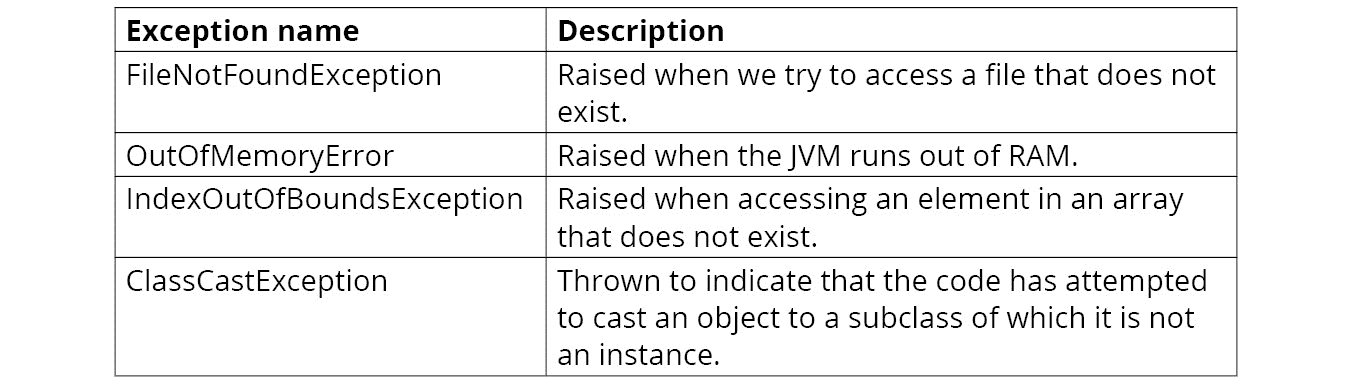 Exception name Description
FileNotFoundException Raised when we try to access a file that does not
exist.
OutOfMemoryError Raised when the JVM runs out of RAM.
IndexOutOfBoundsException Raised when accessing an element in an array
that does not exist.
ClassCastException Thrown to indicate that the code has attempted
to cast an object to a subclass of which it is not
an instance.